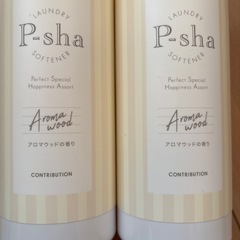 LAUNDRY
P-sha
SOFTENER
Perfect Special
Happiness Assort
Aroma
wood
アロマウッドの香り
CONTRIBUTION
LAUNDRY
P-sha
SOFTENER
Perfect Special
Happiness Assort
Aroma
wood
アロマウッドの香り
CONTRIBUTION